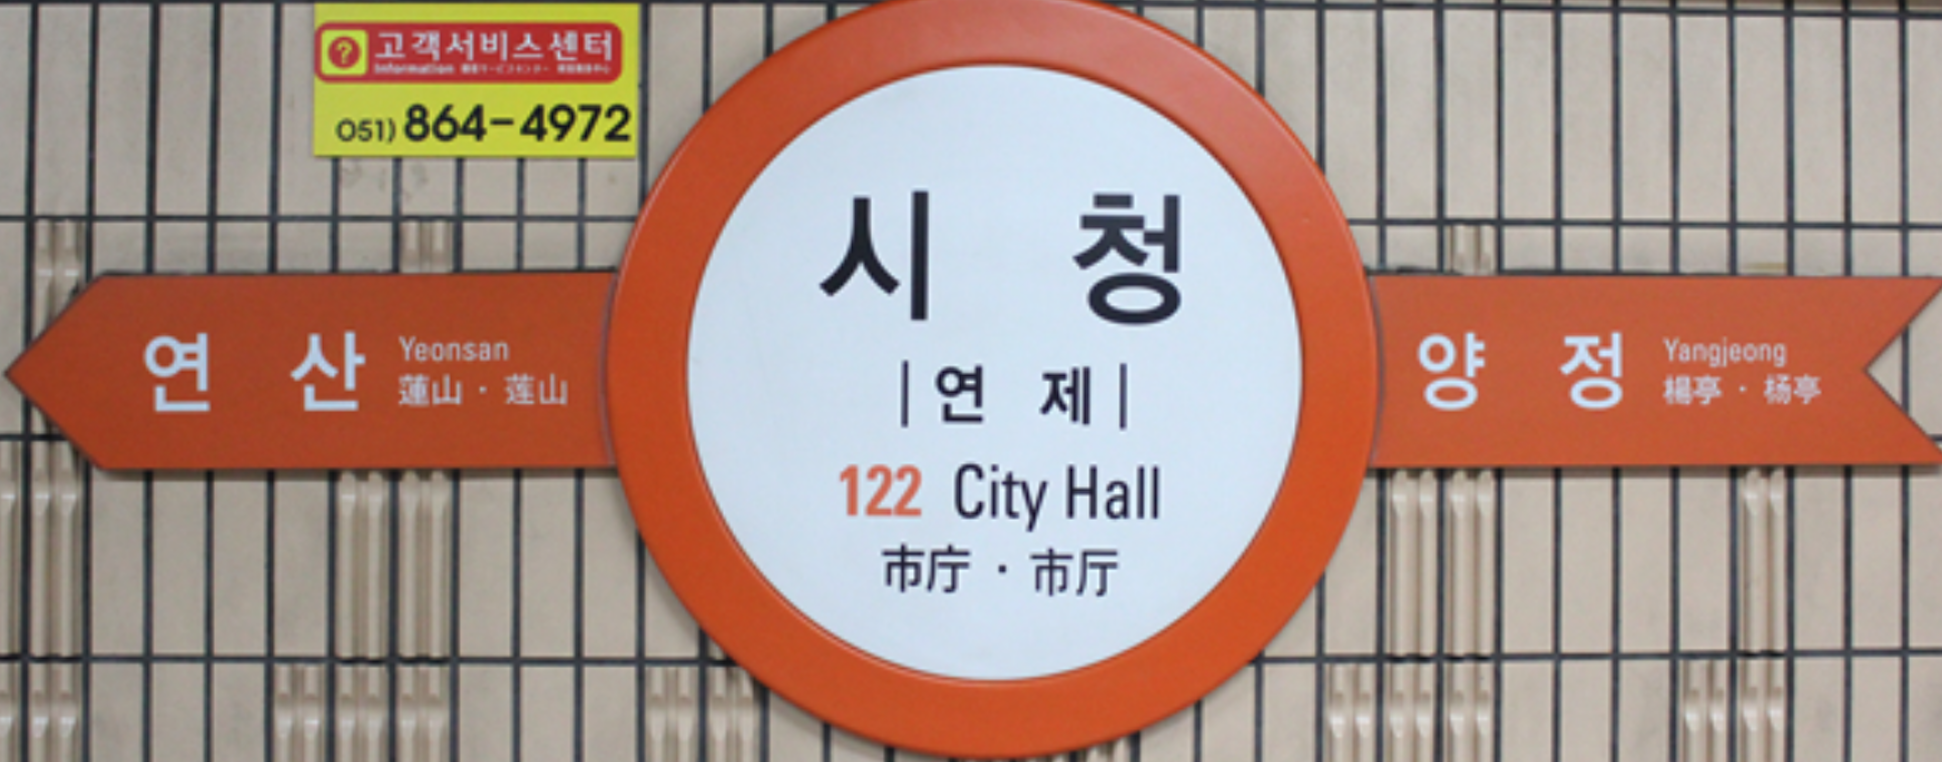 고객서비스센터
Information
051) 864-4972
시 청
|연 제|
122 City Hall
市庁 · 市厅
연 산 Yeonsan
蓮山 · 莲山
양 정 Yangjeong
楊亭 · 杨亭